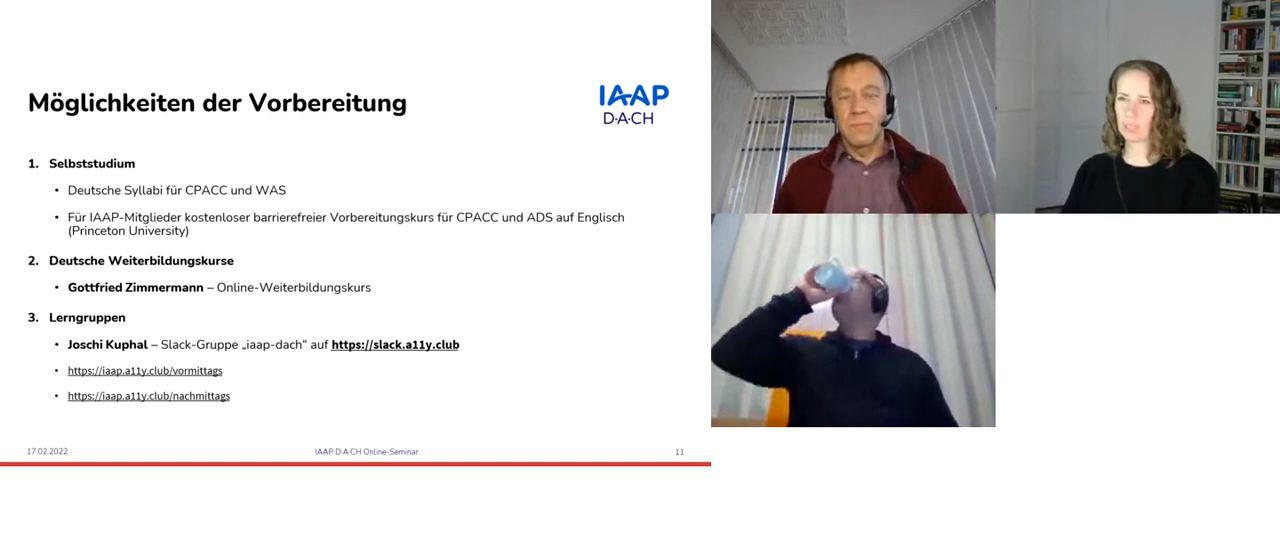 Möglichkeiten der Vorbereitung
IAAP
D·A·CH
1. Selbststudium
• Deutsche Syllabi für CPACC und WAS
• Für IAAP-Mitglieder kostenloser barrierefreier Vorbereitungskurs für CPACC und ADS auf Englisch
(Princeton University)
2. Deutsche Weiterbildungskurse
• Gottfried Zimmermann – Online-Weiterbildungskurs
3. Lerngruppen
• Joschi Kuphal – Slack-Gruppe „iaap-dach“ auf https://slack.a11y.club
• https://iaap.a11y.club/vormittags
• https://iaap.a11y.club/nachmittags
17.02.2022
IAAP D·A·CH Online-Seminar
11